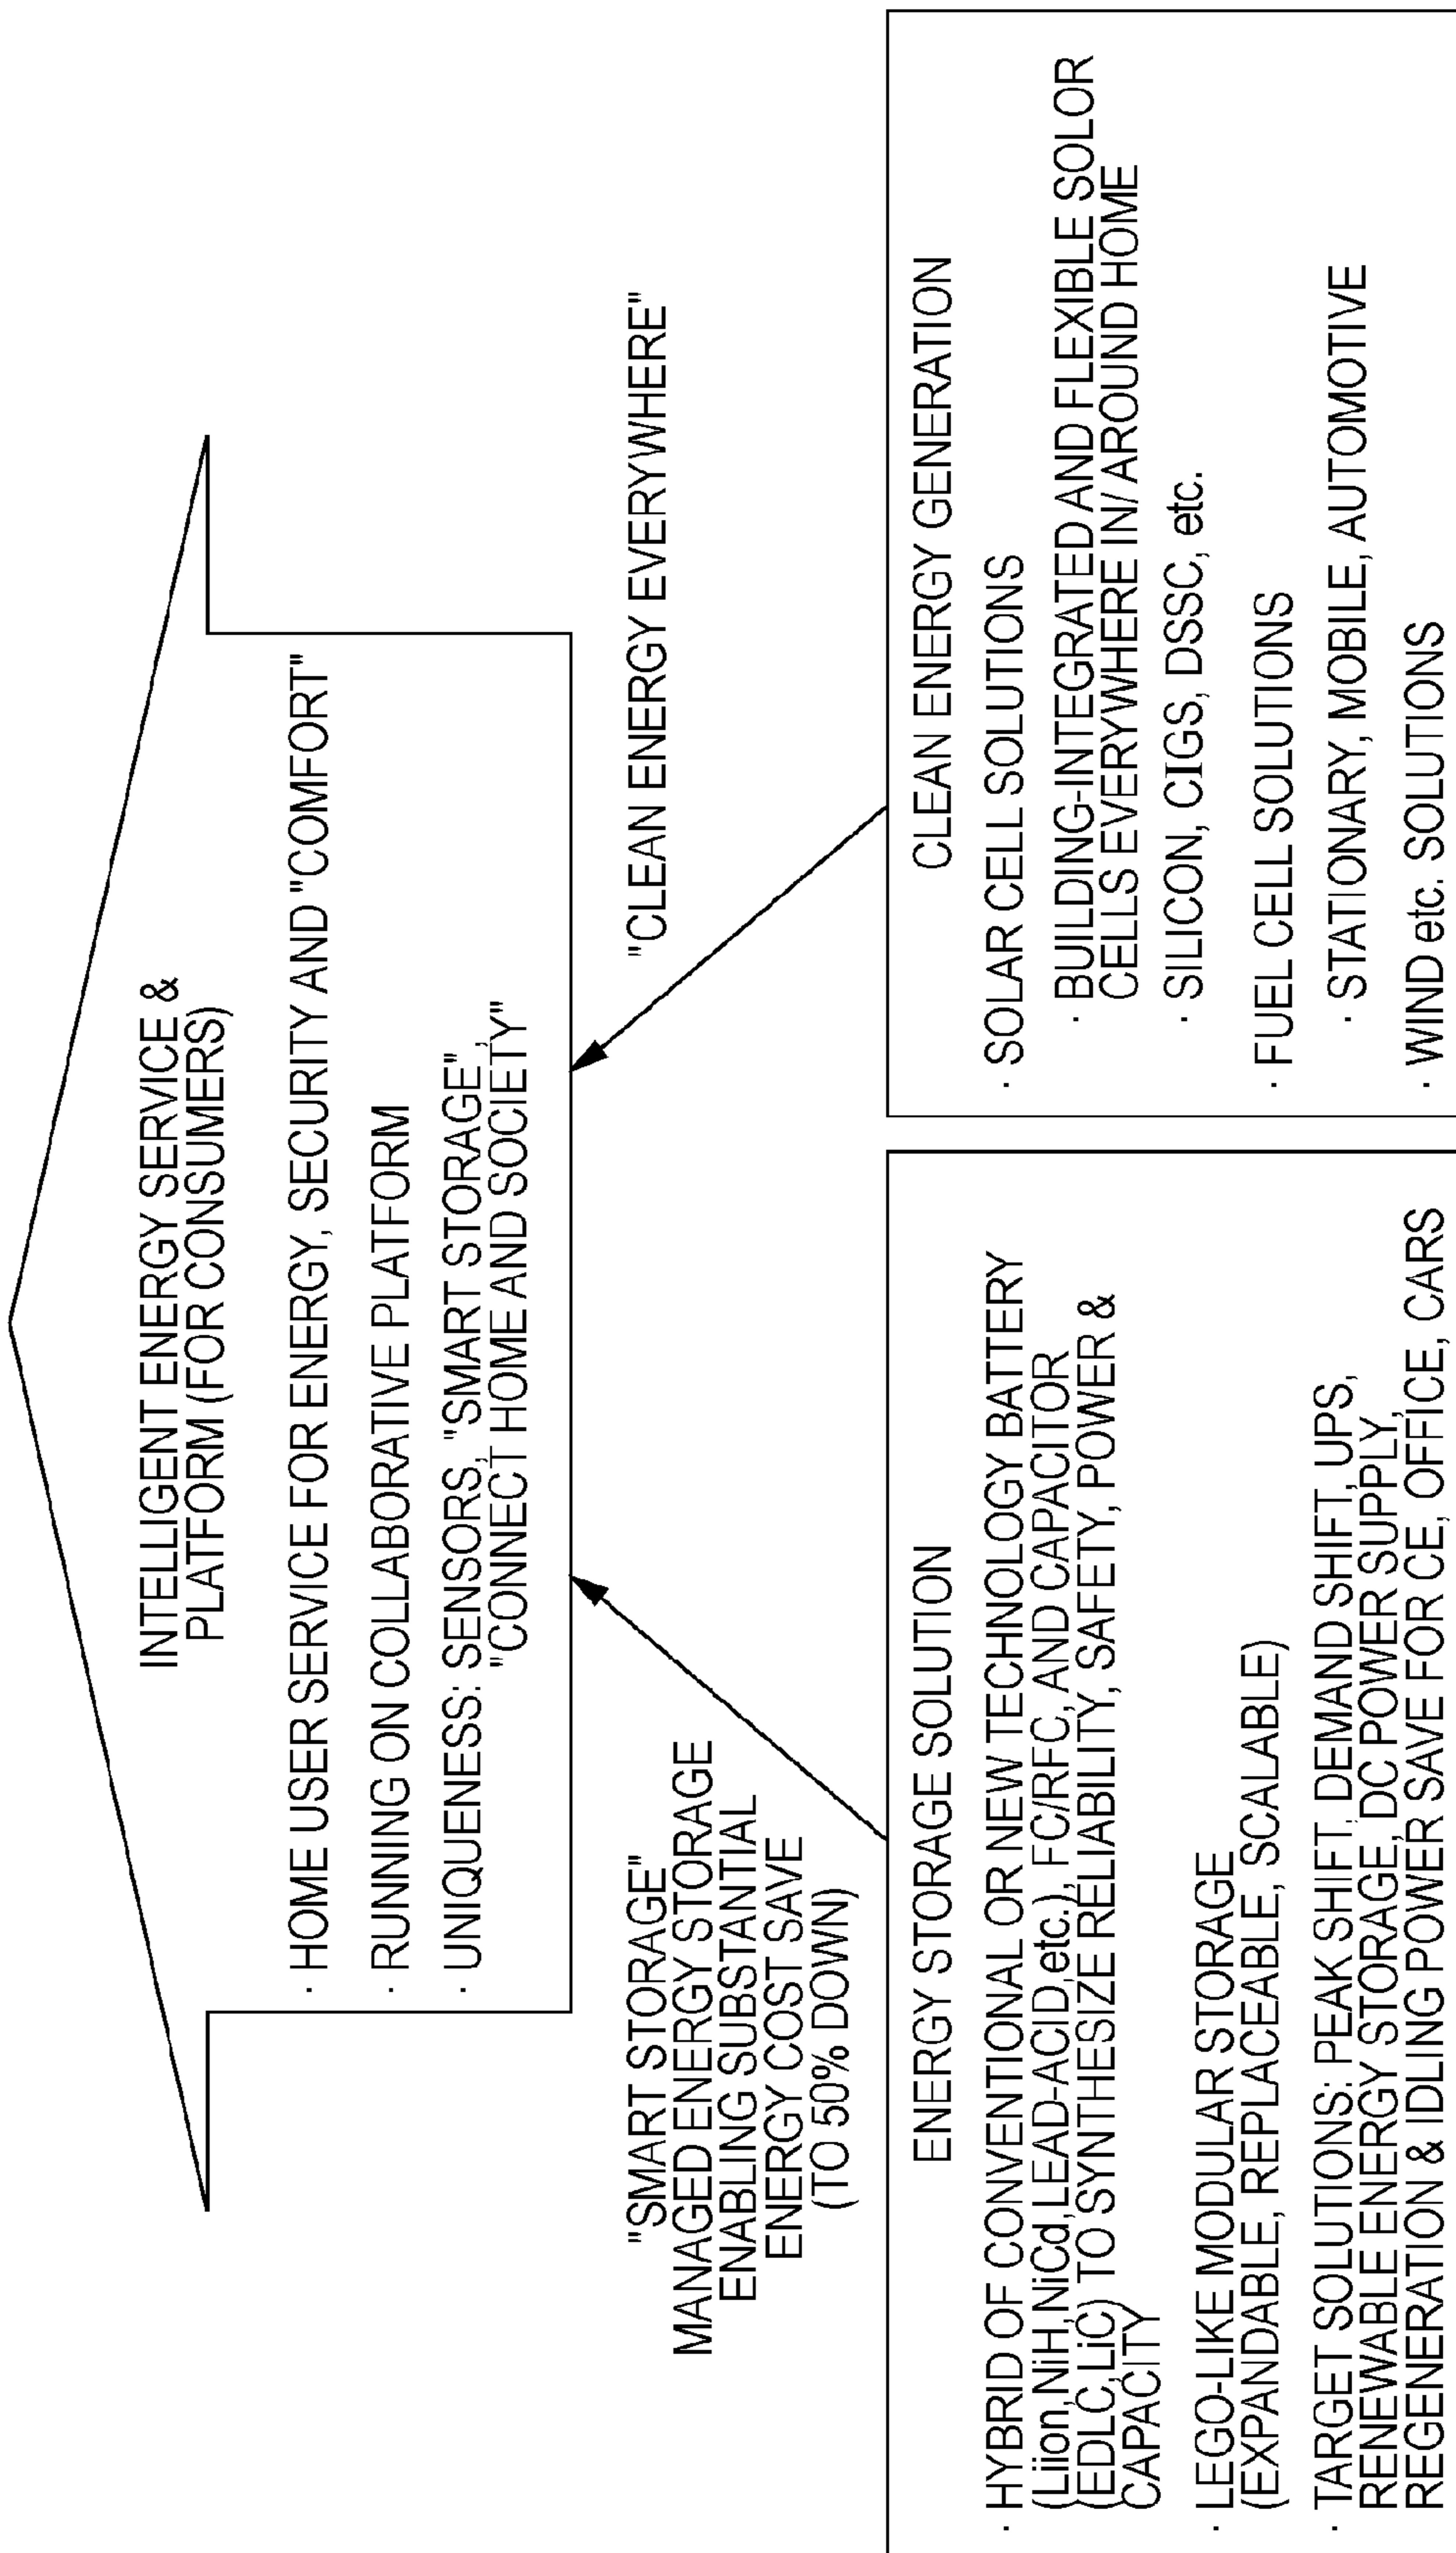 INTELLIGENT ENERGY SERVICE &
PLATFORM (FOR CONSUMERS)
· HOME USER SERVICE FOR ENERGY, SECURITY AND "COMFORT"
· RUNNING ON COLLABORATIVE PLATFORM
· UNIQUENESS: SENSORS, "SMART STORAGE",
"CONNECT HOME AND SOCIETY"
"SMART STORAGE"
MANAGED ENERGY STORAGE
ENABLING SUBSTANTIAL
ENERGY COST SAVE
(TO 50% DOWN)
"CLEAN ENERGY EVERYWHERE"
ENERGY STORAGE SOLUTION
· HYBRID OF CONVENTIONAL OR NEW TECHNOLOGY BATTERY
(Liion,NiH,NiCd,LEAD-ACID,etc.), FC/RFC, AND CAPACITOR
(EDLC,LiC) TO SYNTHESIZE RELIABILITY, SAFETY, POWER &
CAPACITY
· LEGO-LIKE MODULAR STORAGE
(EXPANDABLE, REPLACEABLE, SCALABLE)
· TARGET SOLUTIONS: PEAK SHIFT, DEMAND SHIFT, UPS,
RENEWABLE ENERGY STORAGE, DC POWER SUPPLY,
REGENERATION & IDLING POWER SAVE FOR CE, OFFICE, CARS
CLEAN ENERGY GENERATION
· SOLAR CELL SOLUTIONS
· BUILDING-INTEGRATED AND FLEXIBLE SOLOR
CELLS EVERYWHERE IN/AROUND HOME
· SILICON, CIGS, DSSC, etc.
· FUEL CELL SOLUTIONS
· STATIONARY, MOBILE, AUTOMOTIVE
· WIND etc. SOLUTIONS